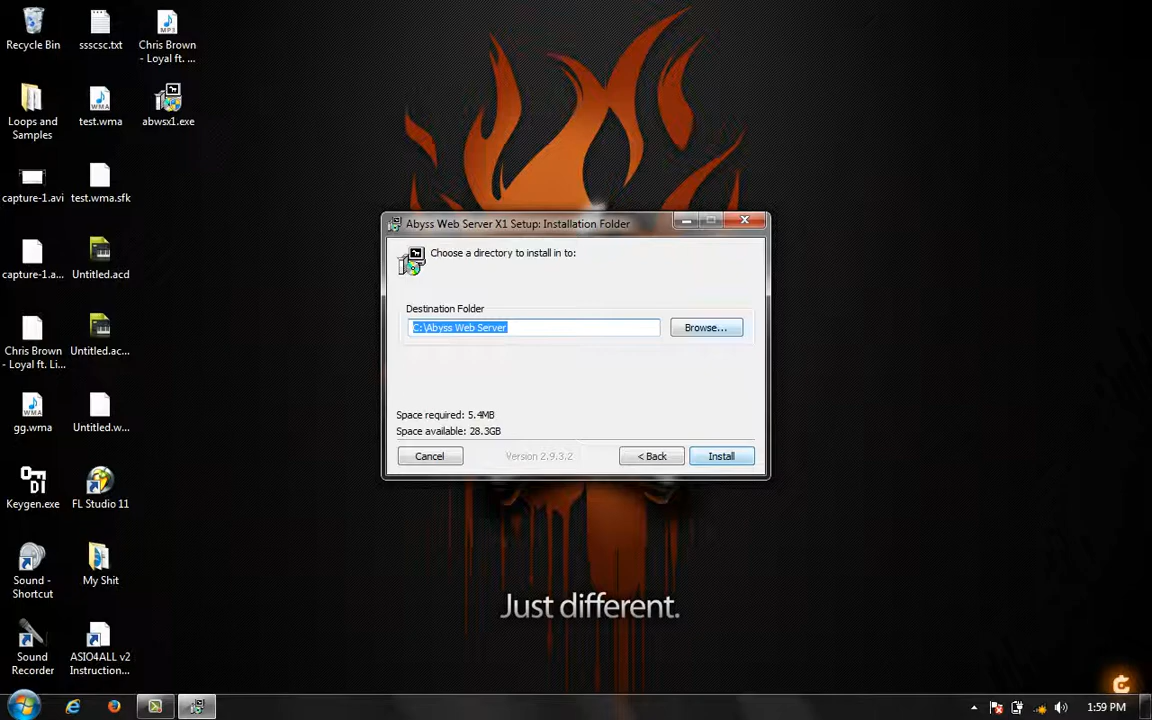 Recycle Bin
ssscsc.txt
Chris Brown
- Loyal ft. ...
MP3
Loops and
Samples
WMA
test.wma
abwsx1.exe
capture-1.avi
test.wma.sfk
capture-1.a...
Untitled.acd
Chris Brown
- Loyal ft. Li...
Untitled.ac...
WMA
gg.wma
Untitled.w...
DI
Keygen.exe
FL Studio 11
Sound -
Shortcut
My Shit
Sound
Recorder
ASIO4ALL v2
Instruction...
Abyss Web Server X1 Setup: Installation Folder
Choose a directory to install in to:
Destination Folder
C:\Abyss Web Server
Browse...
Space required: 5.4MB
Space available: 28.3GB
Cancel
Version 2.9.3.2
< Back
Install
Just different.
1:59 PM